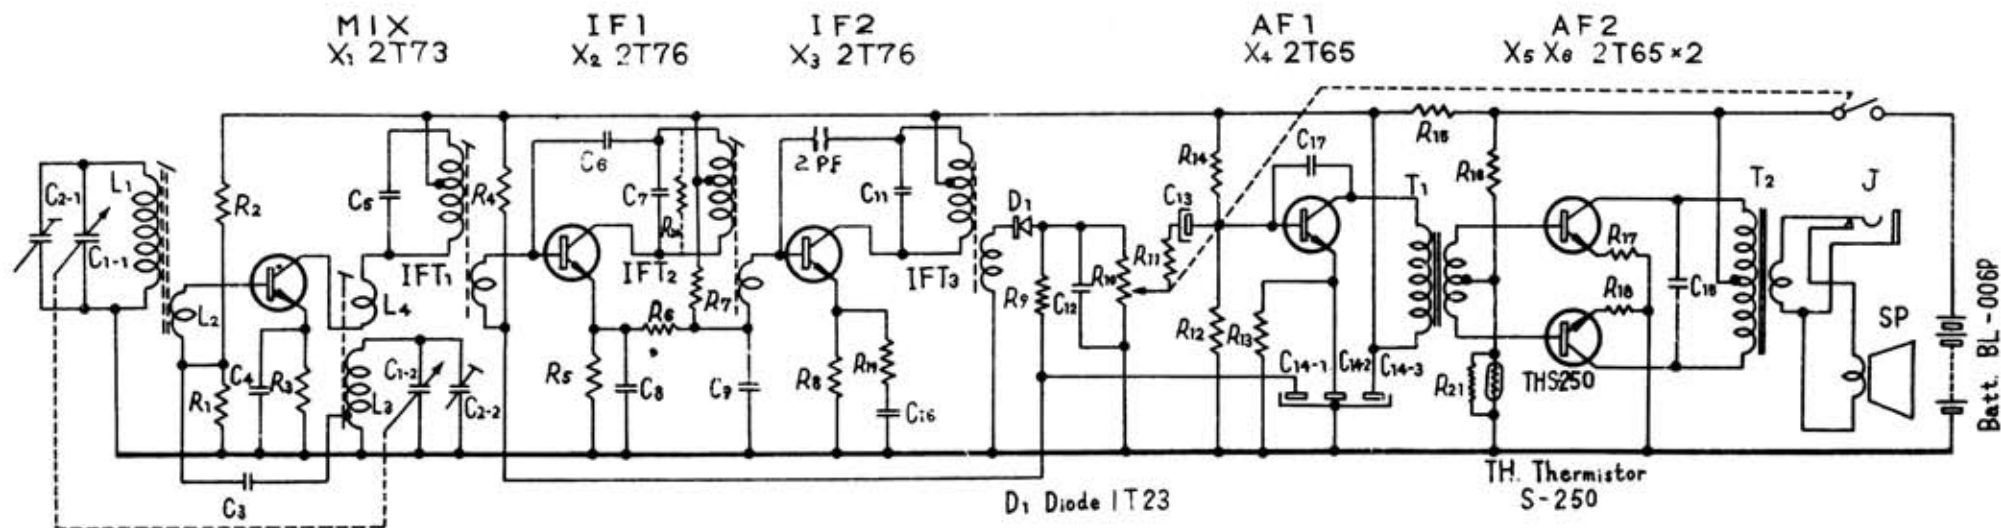 MIX
X1 2T73
IF1
X2 2T76
IF2
X3 2T76
AF1
X4 2T65
AF2
X5 X6 2T65×2
C2-1
L1
C1-1
L2
R2
R1
C4
R3
C3
C5
IFT1
L4
L3
C1-2
C2-2
R4
C6
C7
IFT2
R7
R5
R6
C8
C9
2 PF
C11
IFT3
R8
C16
D1
R9
C12
R10
R11
C13
R14
R12
R13
C17
C14-1
C14-2
C14-3
R15
T1
R16
R21
THS250
R17
R18
C15
T2
J
SP
Batt. BL-006P
D1 Diode 1T23
TH. Thermistor
S-250